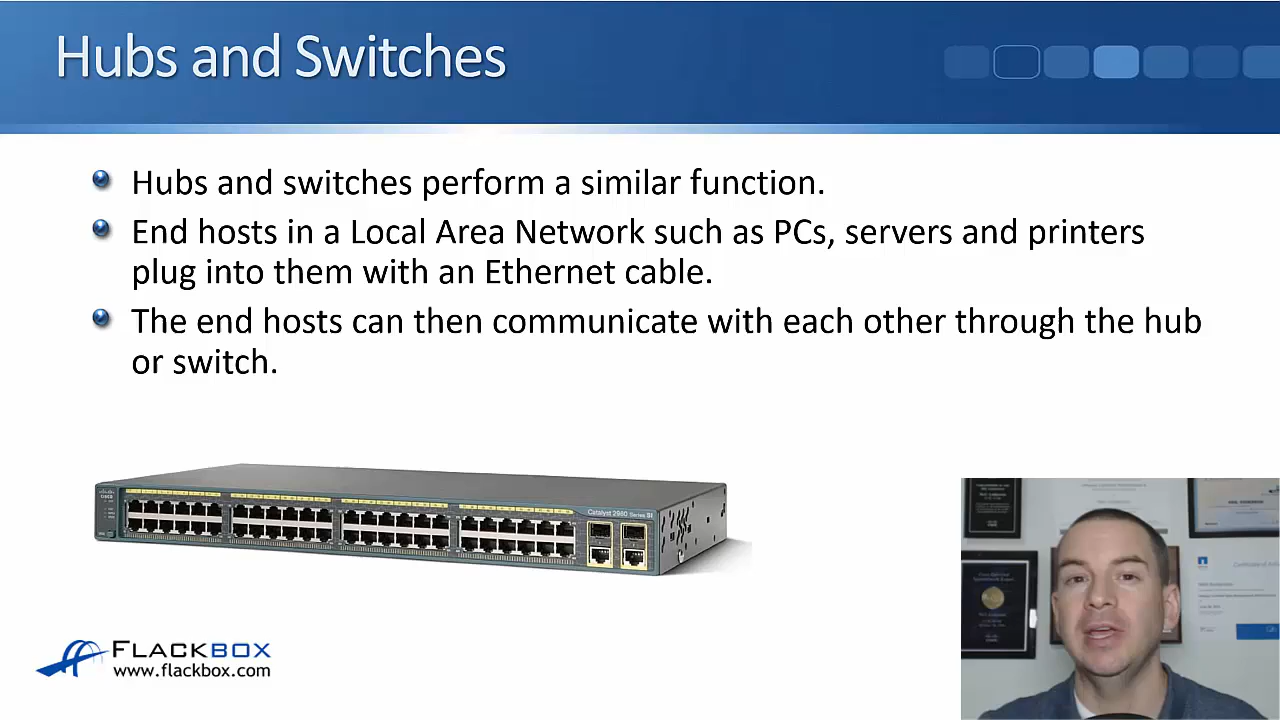 Hubs and Switches
Hubs and switches perform a similar function.
End hosts in a Local Area Network such as PCs, servers and printers
plug into them with an Ethernet cable.
The end hosts can then communicate with each other through the hub
or switch.
Catalyst 2960 Series SI
FLACKBOX
www.flackbox.com